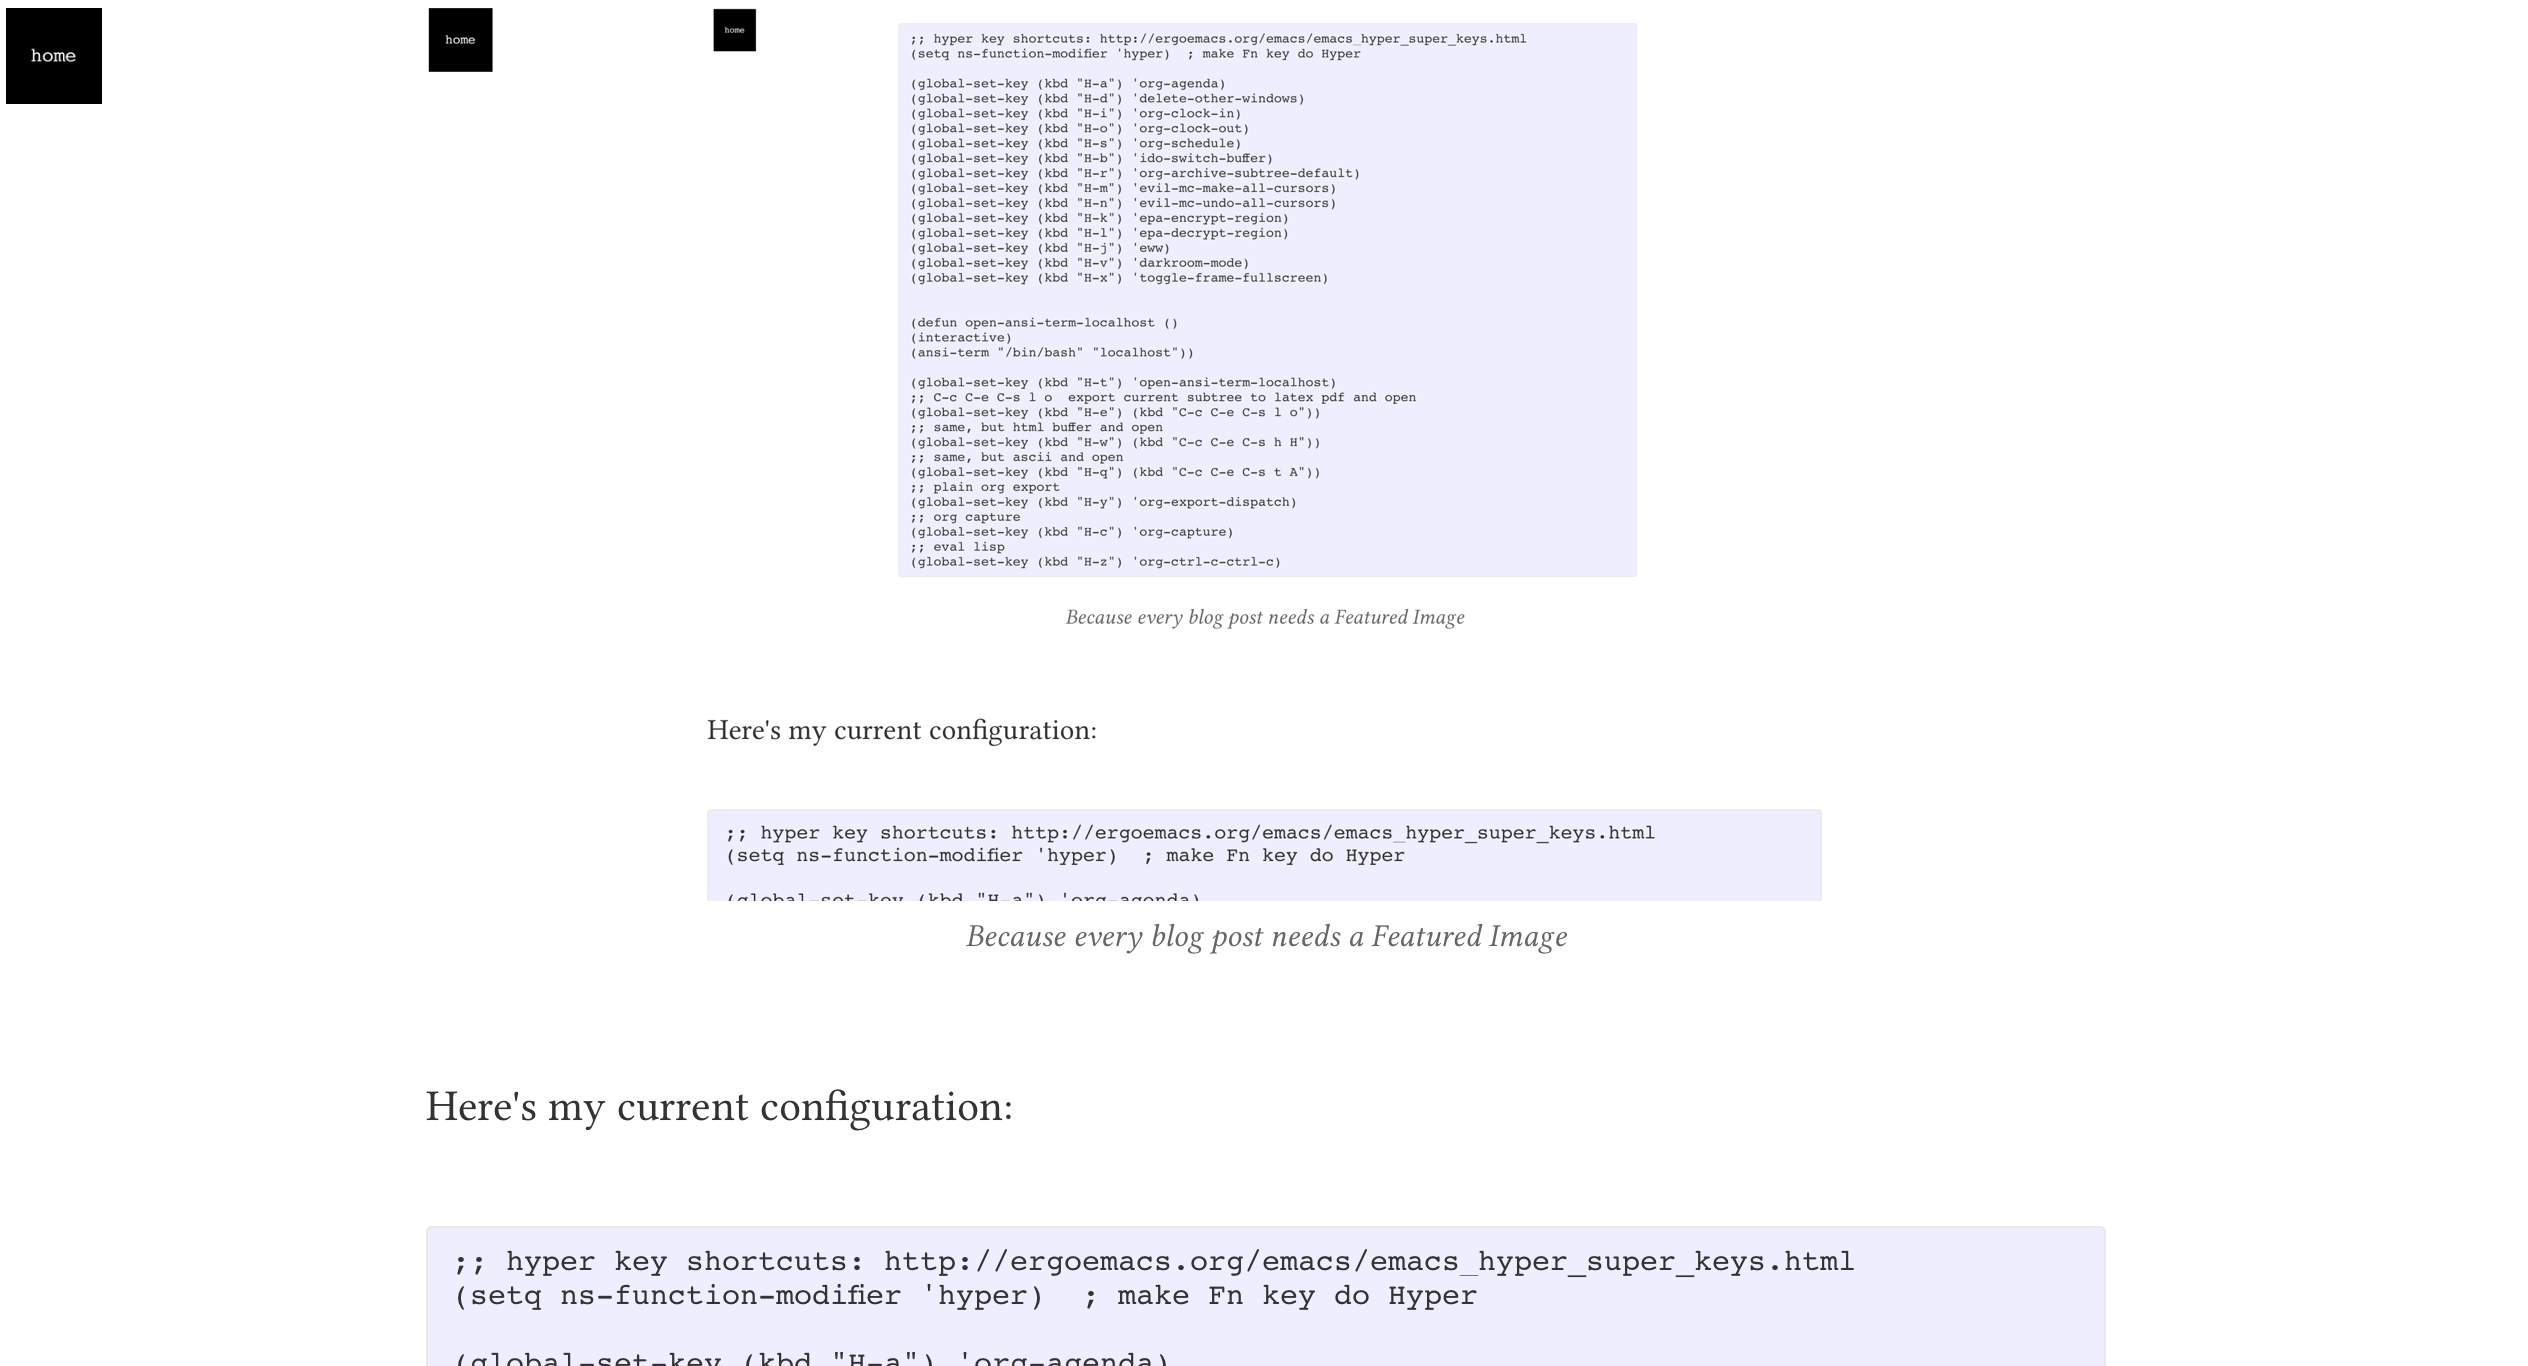 home
home
home
;; hyper key shortcuts: http://ergoemacs.org/emacs/emacs_hyper_super_keys.html
(setq ns-function-modifier 'hyper)  ; make Fn key do Hyper
(global-set-key (kbd "H-a") 'org-agenda)
(global-set-key (kbd "H-d") 'delete-other-windows)
(global-set-key (kbd "H-i") 'org-clock-in)
(global-set-key (kbd "H-o") 'org-clock-out)
(global-set-key (kbd "H-s") 'org-schedule)
(global-set-key (kbd "H-b") 'ido-switch-buffer)
(global-set-key (kbd "H-r") 'org-archive-subtree-default)
(global-set-key (kbd "H-m") 'evil-mc-make-all-cursors)
(global-set-key (kbd "H-n") 'evil-mc-undo-all-cursors)
(global-set-key (kbd "H-k") 'epa-encrypt-region)
(global-set-key (kbd "H-l") 'epa-decrypt-region)
(global-set-key (kbd "H-j") 'eww)
(global-set-key (kbd "H-v") 'darkroom-mode)
(global-set-key (kbd "H-x") 'toggle-frame-fullscreen)
(defun open-ansi-term-localhost ()
(interactive)
(ansi-term "/bin/bash" "localhost"))
(global-set-key (kbd "H-t") 'open-ansi-term-localhost)
;; C-c C-e C-s l o  export current subtree to latex pdf and open
(global-set-key (kbd "H-e") (kbd "C-c C-e C-s l o"))
;; same, but html buffer and open
(global-set-key (kbd "H-w") (kbd "C-c C-e C-s h H"))
;; same, but ascii and open
(global-set-key (kbd "H-q") (kbd "C-c C-e C-s t A"))
;; plain org export
(global-set-key (kbd "H-y") 'org-export-dispatch)
;; org capture
(global-set-key (kbd "H-c") 'org-capture)
;; eval lisp
(global-set-key (kbd "H-z") 'org-ctrl-c-ctrl-c)
Because every blog post needs a Featured Image
Here's my current configuration:
;; hyper key shortcuts: http://ergoemacs.org/emacs/emacs_hyper_super_keys.html
(setq ns-function-modifier 'hyper)  ; make Fn key do Hyper
(global-set-key (kbd "H-a") 'org-agenda)
Because every blog post needs a Featured Image
Here's my current configuration:
;; hyper key shortcuts: http://ergoemacs.org/emacs/emacs_hyper_super_keys.html
(setq ns-function-modifier 'hyper)  ; make Fn key do Hyper
(global-set-key (kbd "H-a") 'org-agenda)